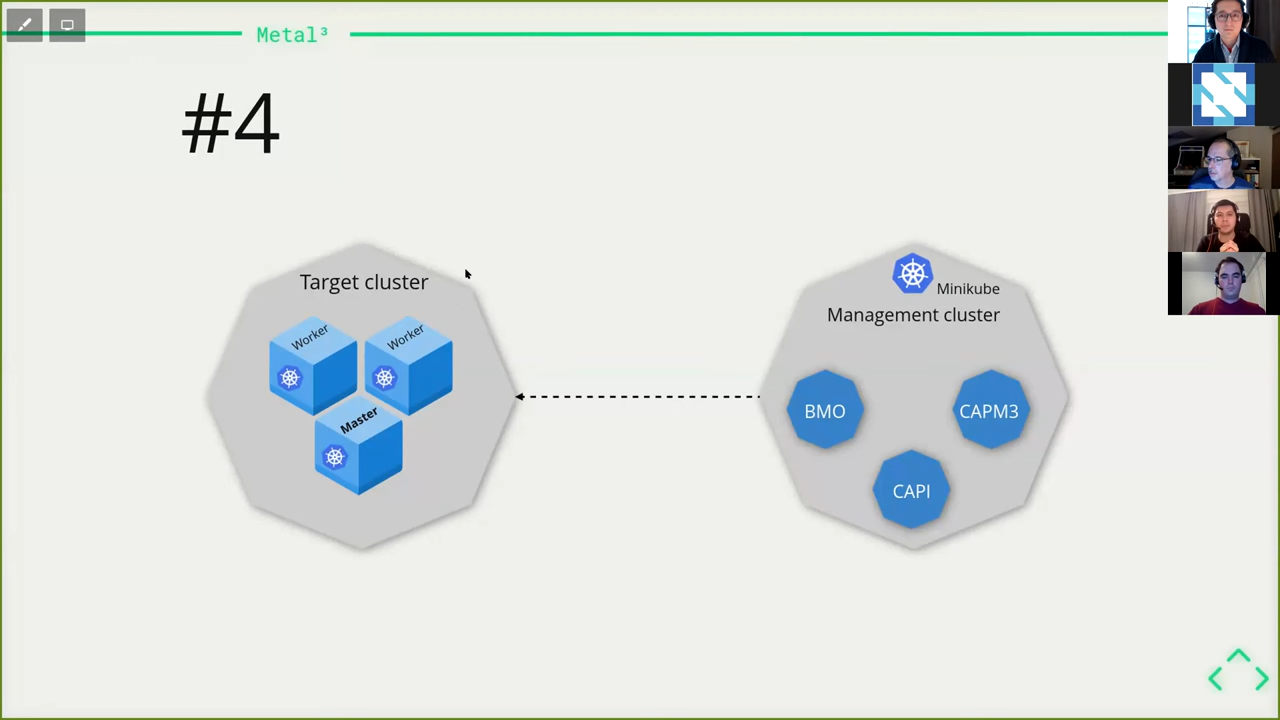 Metal³
#4
Target cluster
Worker
Worker
Master
Minikube
Management cluster
BMO
CAPM3
CAPI